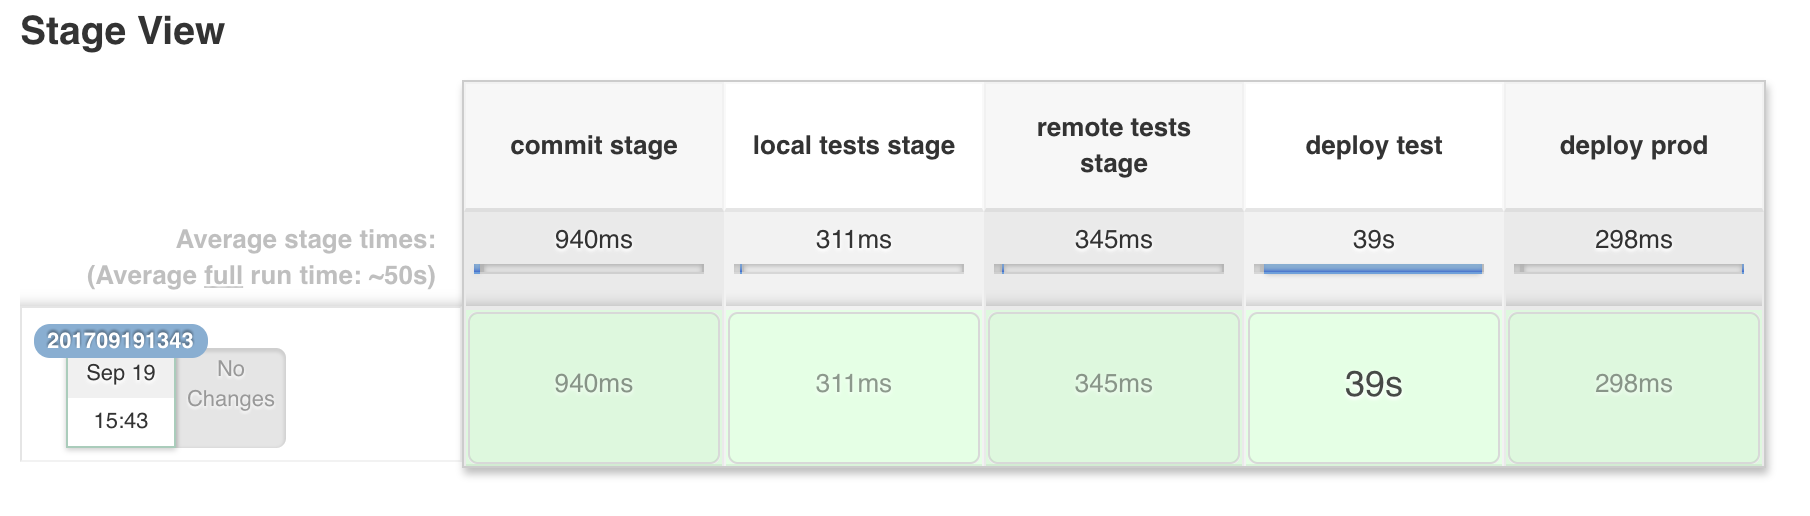 Stage View
commit stage
local tests stage
remote tests
stage
deploy test
deploy prod
Average stage times:
(Average full run time: ~50s)
940ms
311ms
345ms
39s
298ms
201709191343
Sep 19
15:43
No
Changes
940ms
311ms
345ms
39s
298ms